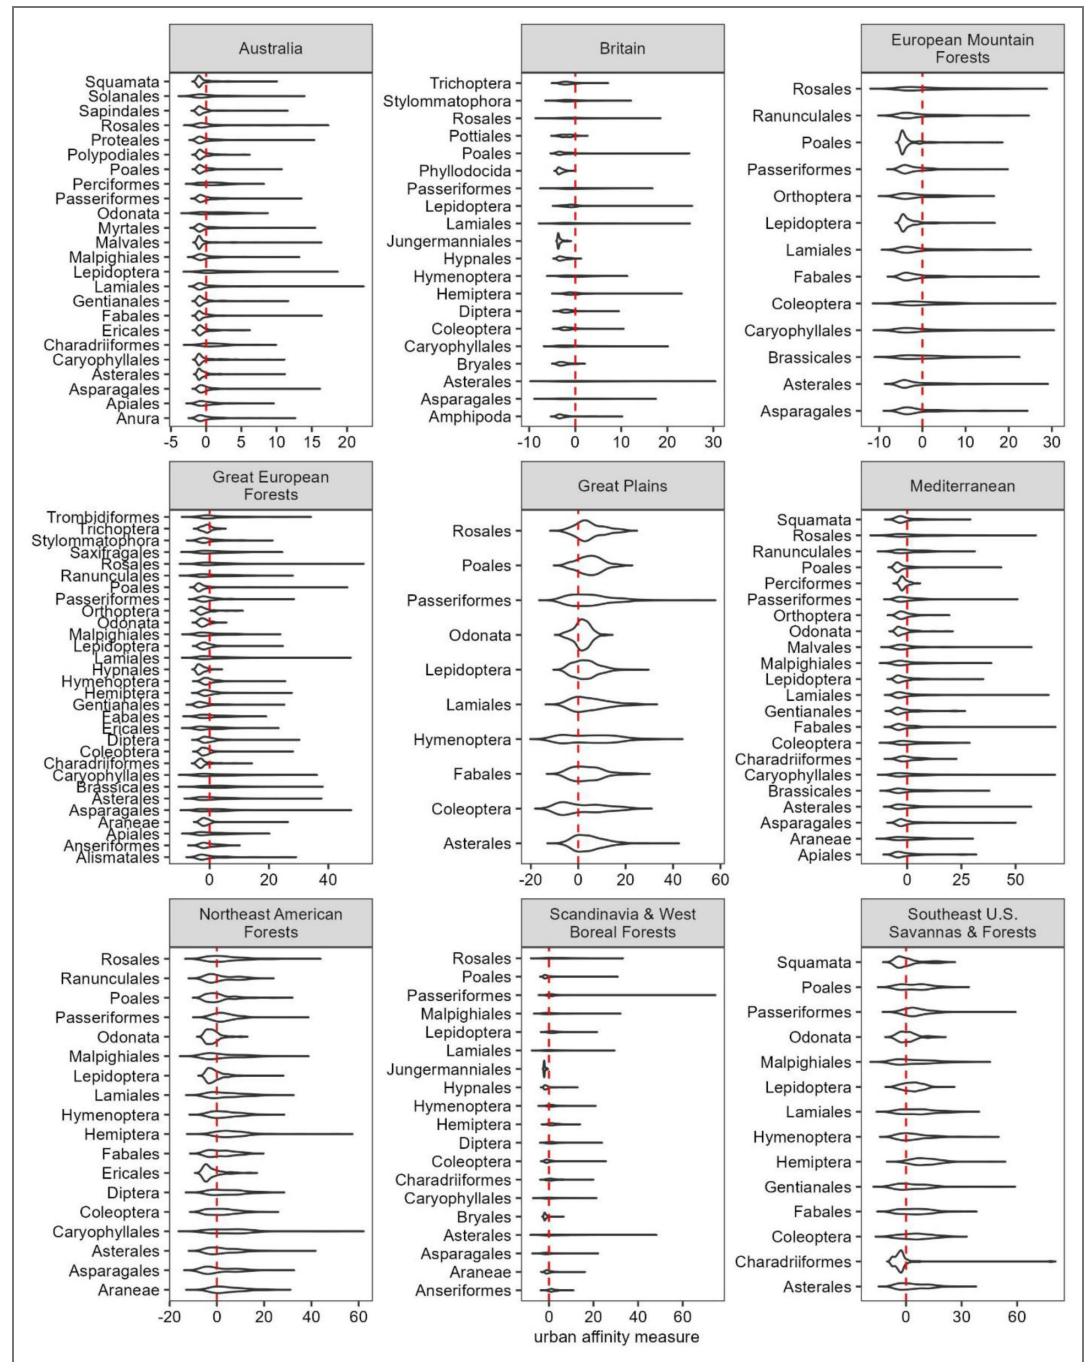 Australia
Squamata
Solanales
Sapindales
Rosales
Proteales
Polypodiales
Poales
Perciformes
Passeriformes
Odonata
Myrtales
Malvales
Malpighiales
Lepidoptera
Lamiales
Gentianales
Fabales
Ericales
Charadriiformes
Caryophyllales
Asterales
Asparagales
Apiales
Anura
-5 0 5 10 15 20
Britain
Trichoptera
Stylommatophora
Rosales
Pottiales
Poales
Phyllodocida
Passeriformes
Lepidoptera
Lamiales
Jungermanniales
Hypnales
Hymenoptera
Hemiptera
Diptera
Coleoptera
Caryophyllales
Bryales
Asterales
Asparagales
Amphipoda
-10 0 10 20 30
European Mountain
Forests
Rosales
Ranunculales
Poales
Passeriformes
Orthoptera
Lepidoptera
Lamiales
Fabales
Coleoptera
Caryophyllales
Brassicales
Asterales
Asparagales
-10 0 10 20 30
Great European
Forests
Trombidiformes
Trichoptera
Stylommatophora
Saxifragales
Rosales
Ranunculales
Poales
Passeriformes
Orthoptera
Odonata
Malpighiales
Lepidoptera
Lamiales
Hypnales
Hymenoptera
Hemiptera
Gentianales
Fabales
Ericales
Diptera
Coleoptera
Charadriiformes
Caryophyllales
Brassicales
Asterales
Asparagales
Araneae
Apiales
Anseriformes
Alismatales
0 20 40
Great Plains
Rosales
Poales
Passeriformes
Odonata
Lepidoptera
Lamiales
Hymenoptera
Fabales
Coleoptera
Asterales
-20 0 20 40 60
Mediterranean
Squamata
Rosales
Ranunculales
Poales
Perciformes
Passeriformes
Orthoptera
Odonata
Malvales
Malpighiales
Lepidoptera
Lamiales
Gentianales
Fabales
Coleoptera
Charadriiformes
Caryophyllales
Brassicales
Asterales
Asparagales
Araneae
Apiales
0 25 50
Northeast American
Forests
Rosales
Ranunculales
Poales
Passeriformes
Odonata
Malpighiales
Lepidoptera
Lamiales
Hymenoptera
Hemiptera
Fabales
Ericales
Diptera
Coleoptera
Caryophyllales
Asterales
Asparagales
Araneae
-20 0 20 40 60
Scandinavia & West
Boreal Forests
Rosales
Poales
Passeriformes
Malpighiales
Lepidoptera
Lamiales
Jungermanniales
Hypnales
Hymenoptera
Hemiptera
Diptera
Coleoptera
Charadriiformes
Caryophyllales
Bryales
Asterales
Asparagales
Araneae
Anseriformes
0 20 40 60
urban affinity measure
Southeast U.S.
Savannas & Forests
Squamata
Poales
Passeriformes
Odonata
Malpighiales
Lepidoptera
Lamiales
Hymenoptera
Hemiptera
Gentianales
Fabales
Coleoptera
Charadriiformes
Asterales
0 30 60